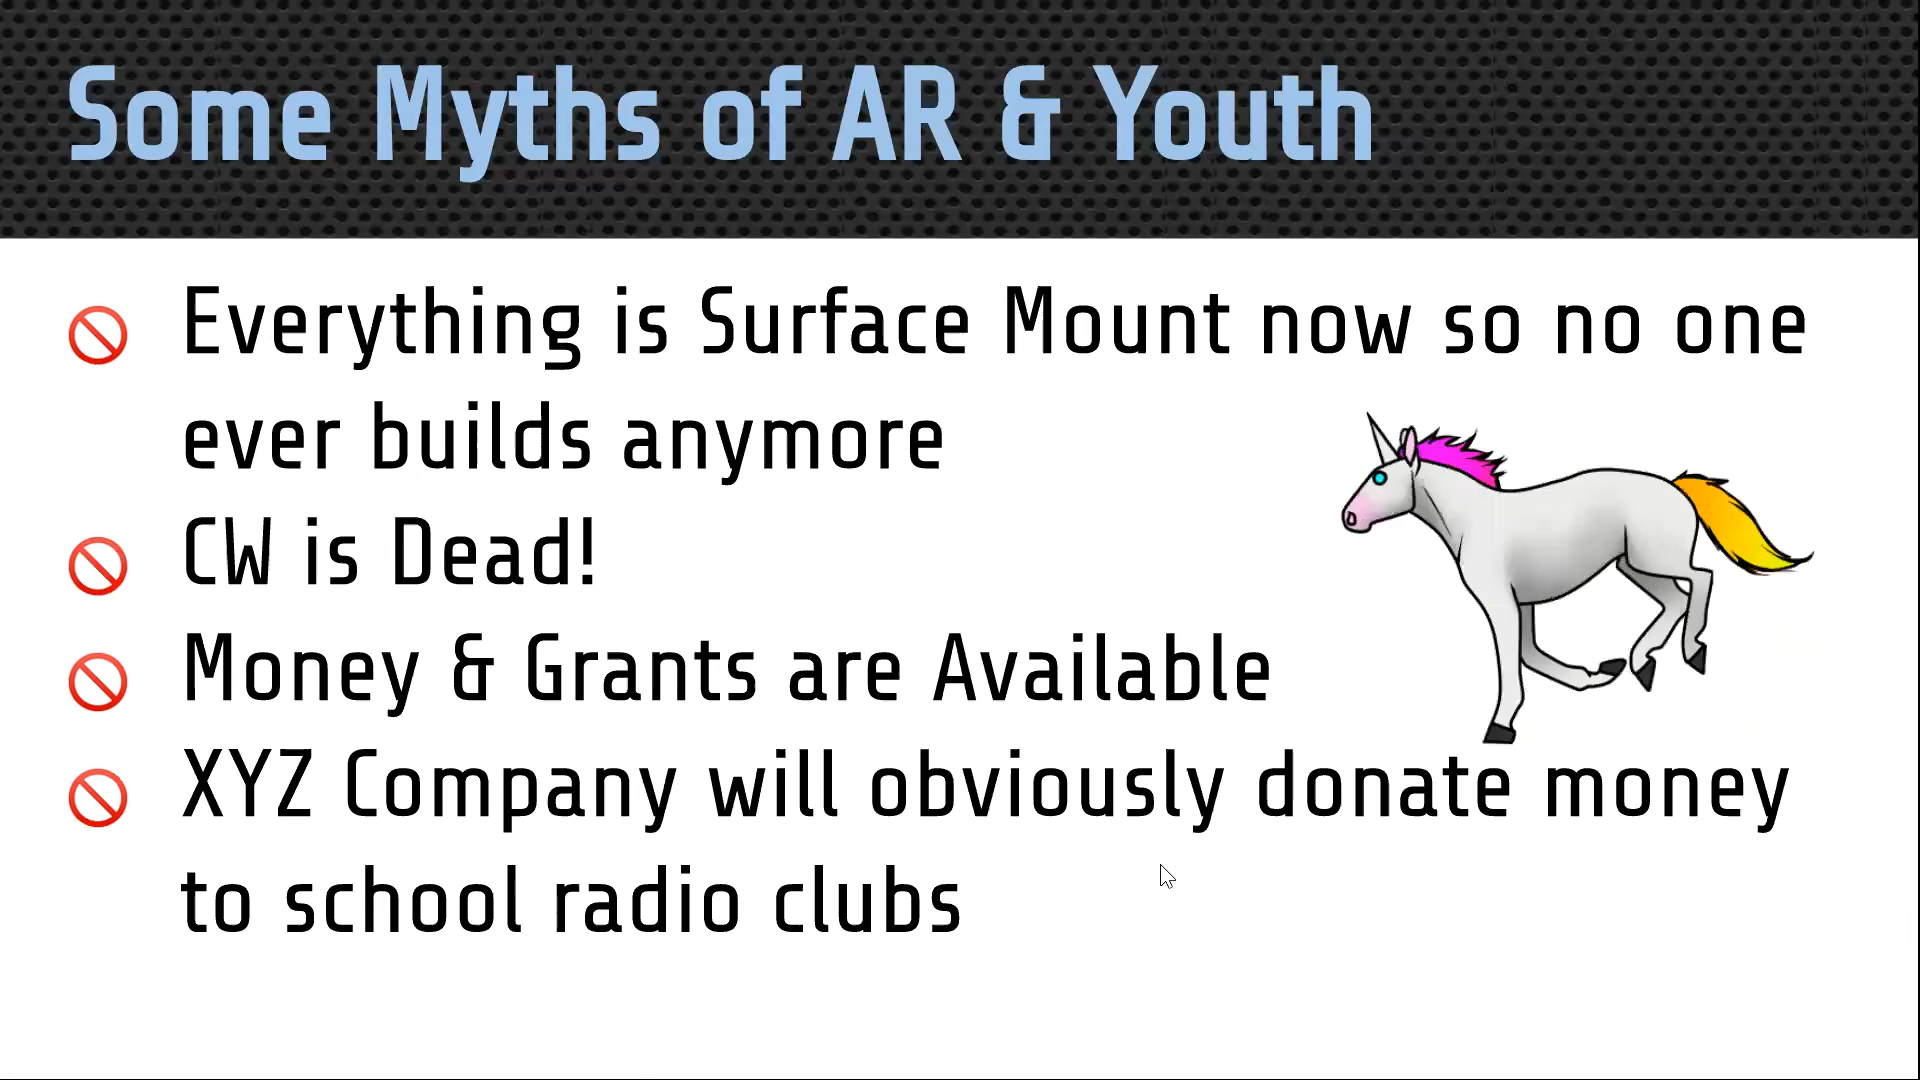 Some Myths of AR & Youth
Everything is Surface Mount now so no one
ever builds anymore
CW is Dead!
Money & Grants are Available
XYZ Company will obviously donate money
to school radio clubs